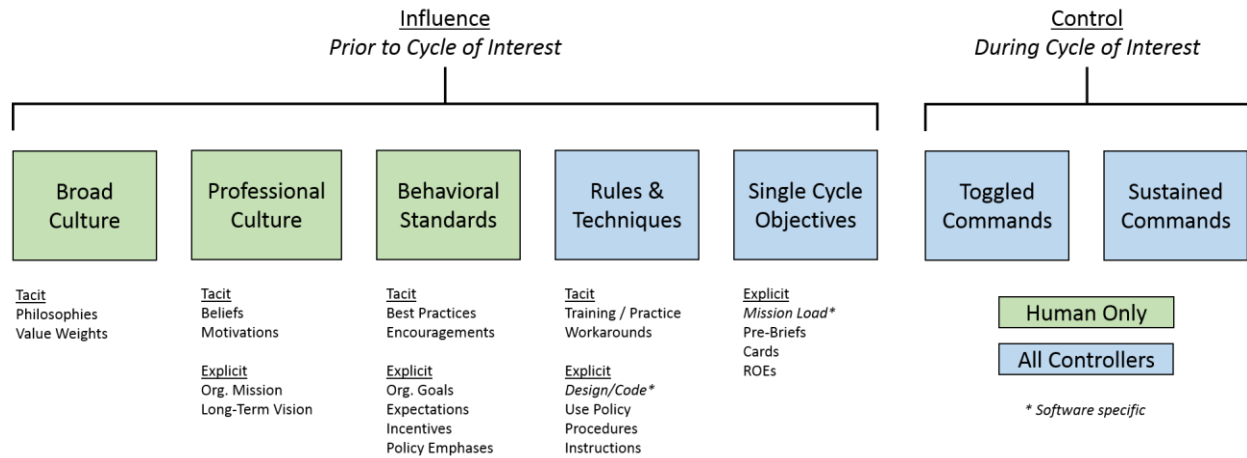 Influence
Prior to Cycle of Interest
Control
During Cycle of Interest
Broad
Culture
Professional
Culture
Behavioral
Standards
Rules &
Techniques
Single Cycle
Objectives
Toggled
Commands
Sustained
Commands
Tacit
Philosophies
Value Weights
Tacit
Beliefs
Motivations
Explicit
Org. Mission
Long-Term Vision
Tacit
Best Practices
Encouragements
Explicit
Org. Goals
Expectations
Incentives
Policy Emphases
Tacit
Training / Practice
Workarounds
Explicit
Design/Code*
Use Policy
Procedures
Instructions
Explicit
Mission Load*
Pre-Briefs
Cards
ROEs
Human Only
All Controllers
* Software specific